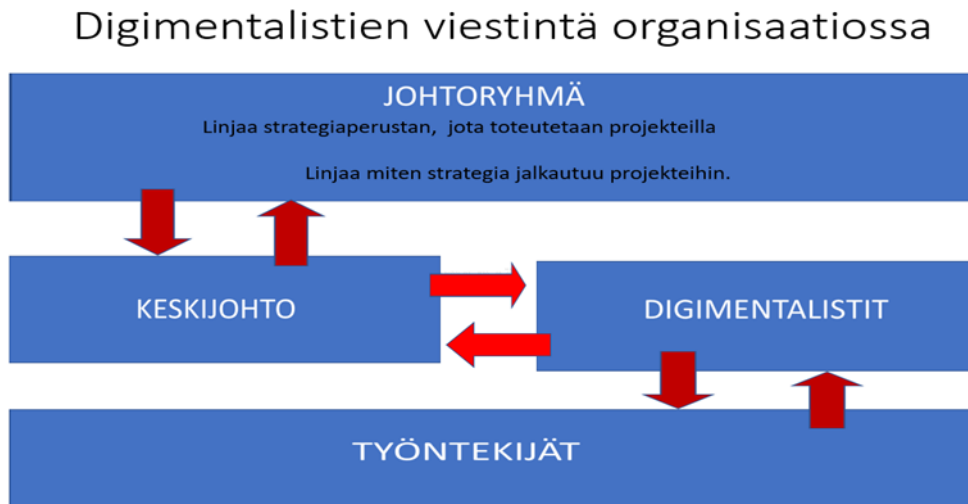 Digimentalistien viestintä organisaatiossa
JOHTORYHMÄ
Linjaa strategiaperustan, jota toteutetaan projekteilla
Linjaa miten strategia jalkautuu projekteihin.
KESKIJOHTO
DIGIMENTALISTIT
TYÖNTEKIJÄT